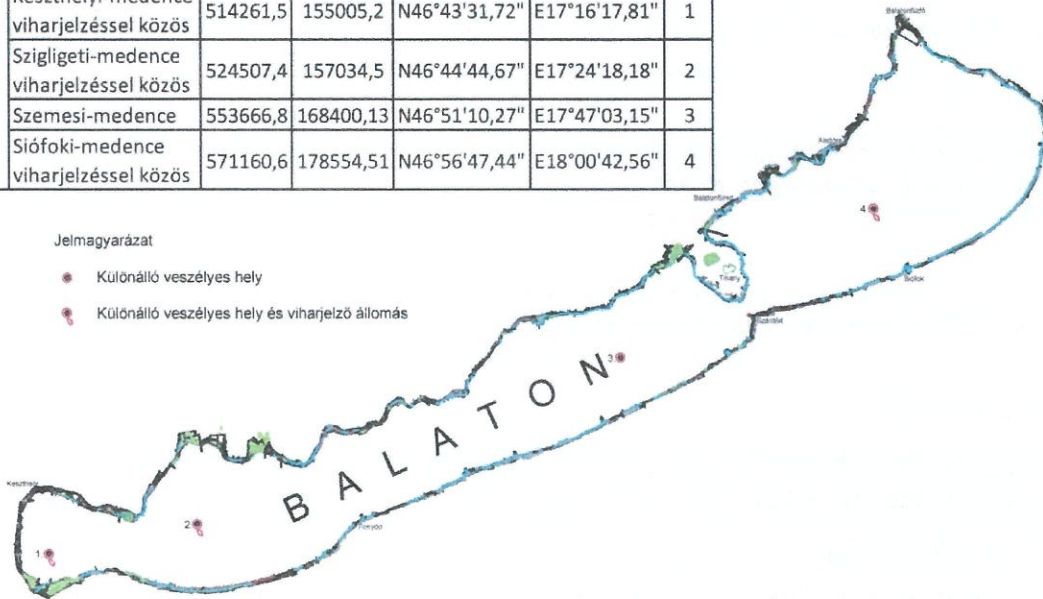 Keszthelyi-medence
viharjelzéssel közös 514261,5 155005,2 N46°43'31,72" E17°16'17,81" 1
Szigligeti-medence
viharjelzéssel közös 524507,4 157034,5 N46°44'44,67" E17°24'18,18" 2
Szemesi-medence 553666,8 168400,13 N46°51'10,27" E17°47'03,15" 3
Siófoki-medence
viharjelzéssel közös 571160,6 178554,51 N46°56'47,44" E18°00'42,56" 4
Jelmagyarázat
Különálló veszélyes hely
Különálló veszélyes hely és viharjelző állomás
Balatonfűzfő
Balatonfüred
4
Tihany
Siófok
Szántód
3
BALATON
Keszthely
2
Fonyód
1